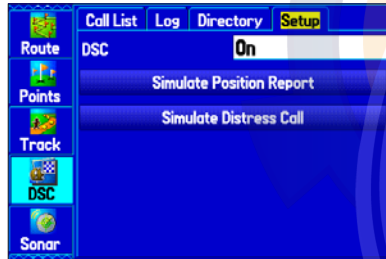 Call List Log Directory Setup
Route
DSC On
Simulate Position Report
Points
Simulate Distress Call
Track
DSC
Sonar